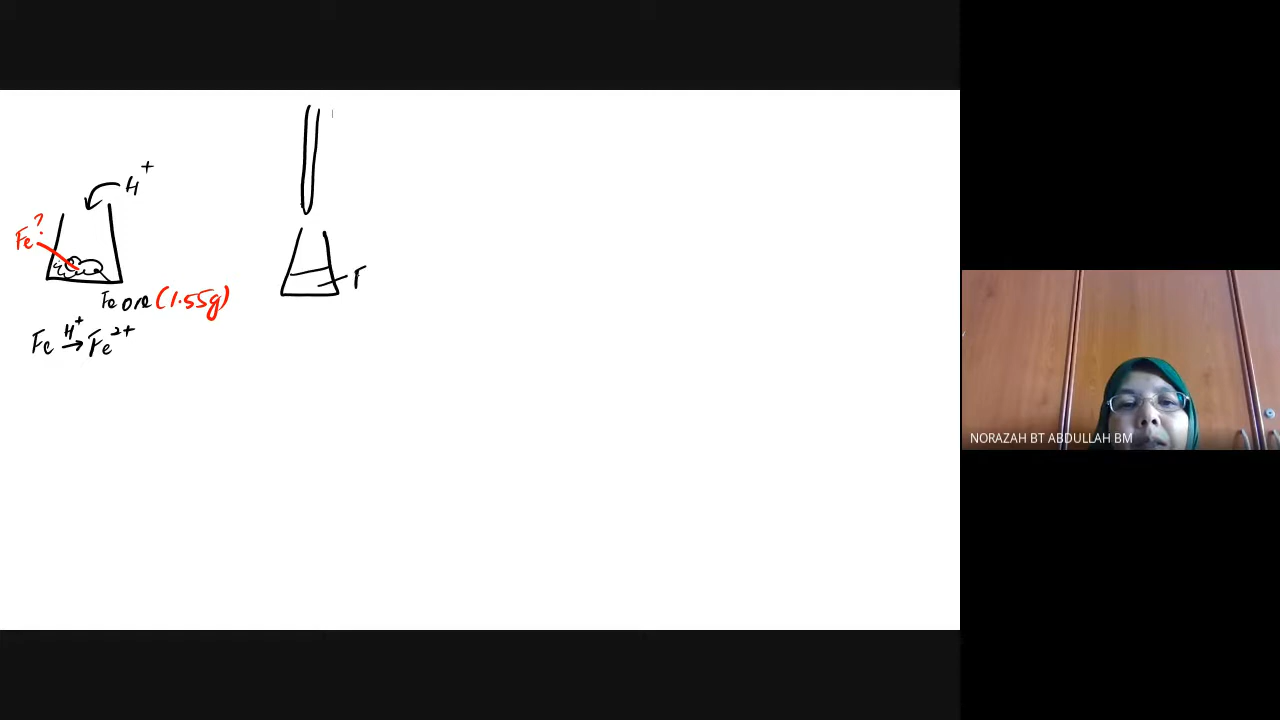 H+
Fe?
Fe ore (1.55g)
Fe H+ → Fe2+
F
NORAZAH BT ABDULLAH BM